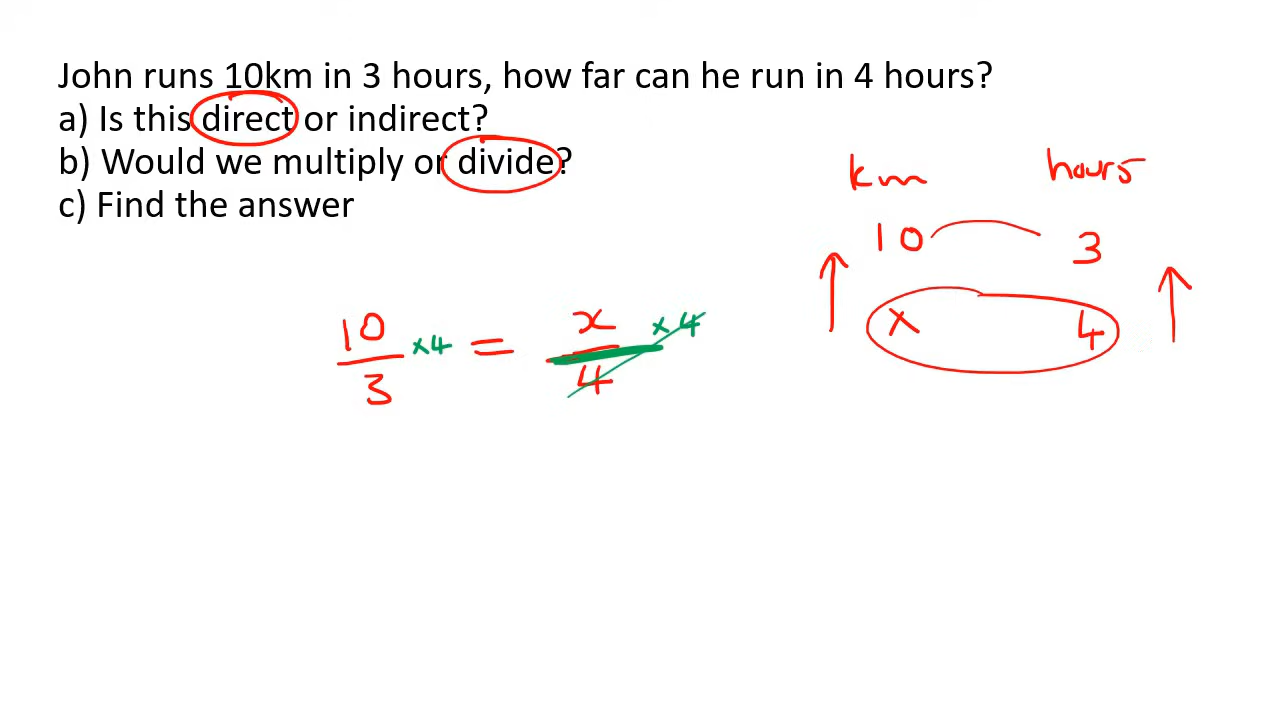 John runs 10km in 3 hours, how far can he run in 4 hours?
a) Is this direct or indirect?
b) Would we multiply or divide?
c) Find the answer
km hours
10 3
x 4
10/3 ×4 = x/4 ×4